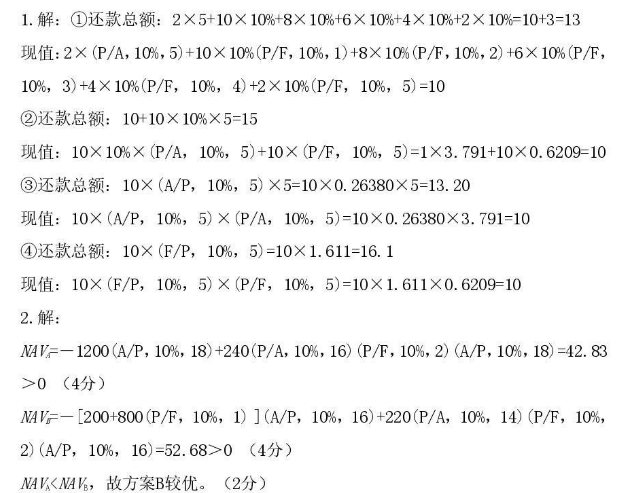 1.解：①还款总额：2×5+10×10%+8×10%+6×10%+4×10%+2×10%=10+3=13
现值:2×(P/A,10%,5)+10×10%(P/F,10%,1)+8×10%(P/F,10%,2)+6×10%(P/F,
10%，3)+4×10%(P/F，10%，4)+2×10%(P/F，10%，5)=10
②还款总额：10+10×10%×5=15
现值：10×10%×(P/A，10%，5)+10×(P/F，10%，5)=1×3.791+10×0.6209=10
③还款总额：10×(A/P，10%，5)×5=10×0.26380×5=13.20
现值：10×(A/P，10%，5)×(P/A，10%，5)=10×0.26380×3.791=10
④还款总额：10×(F/P，10%，5)=10×1.611=16.1
现值：10×(F/P，10%，5)×(P/F，10%，5)=10×1.611×0.6209=10
2.解：
NAVA=－1200(A/P,10%,18)+240(P/A,10%,16)(P/F,10%,2)(A/P,10%,18)=42.83
＞0 （4分）
NAVB=－[200+800(P/F，10%，1)](A/P，10%，16)+220(P/A，10%，14)(P/F，10%，
2)(A/P，10%，16)=52.68＞0 （4分）
NAVA<NAVB，故方案B较优。（2分）